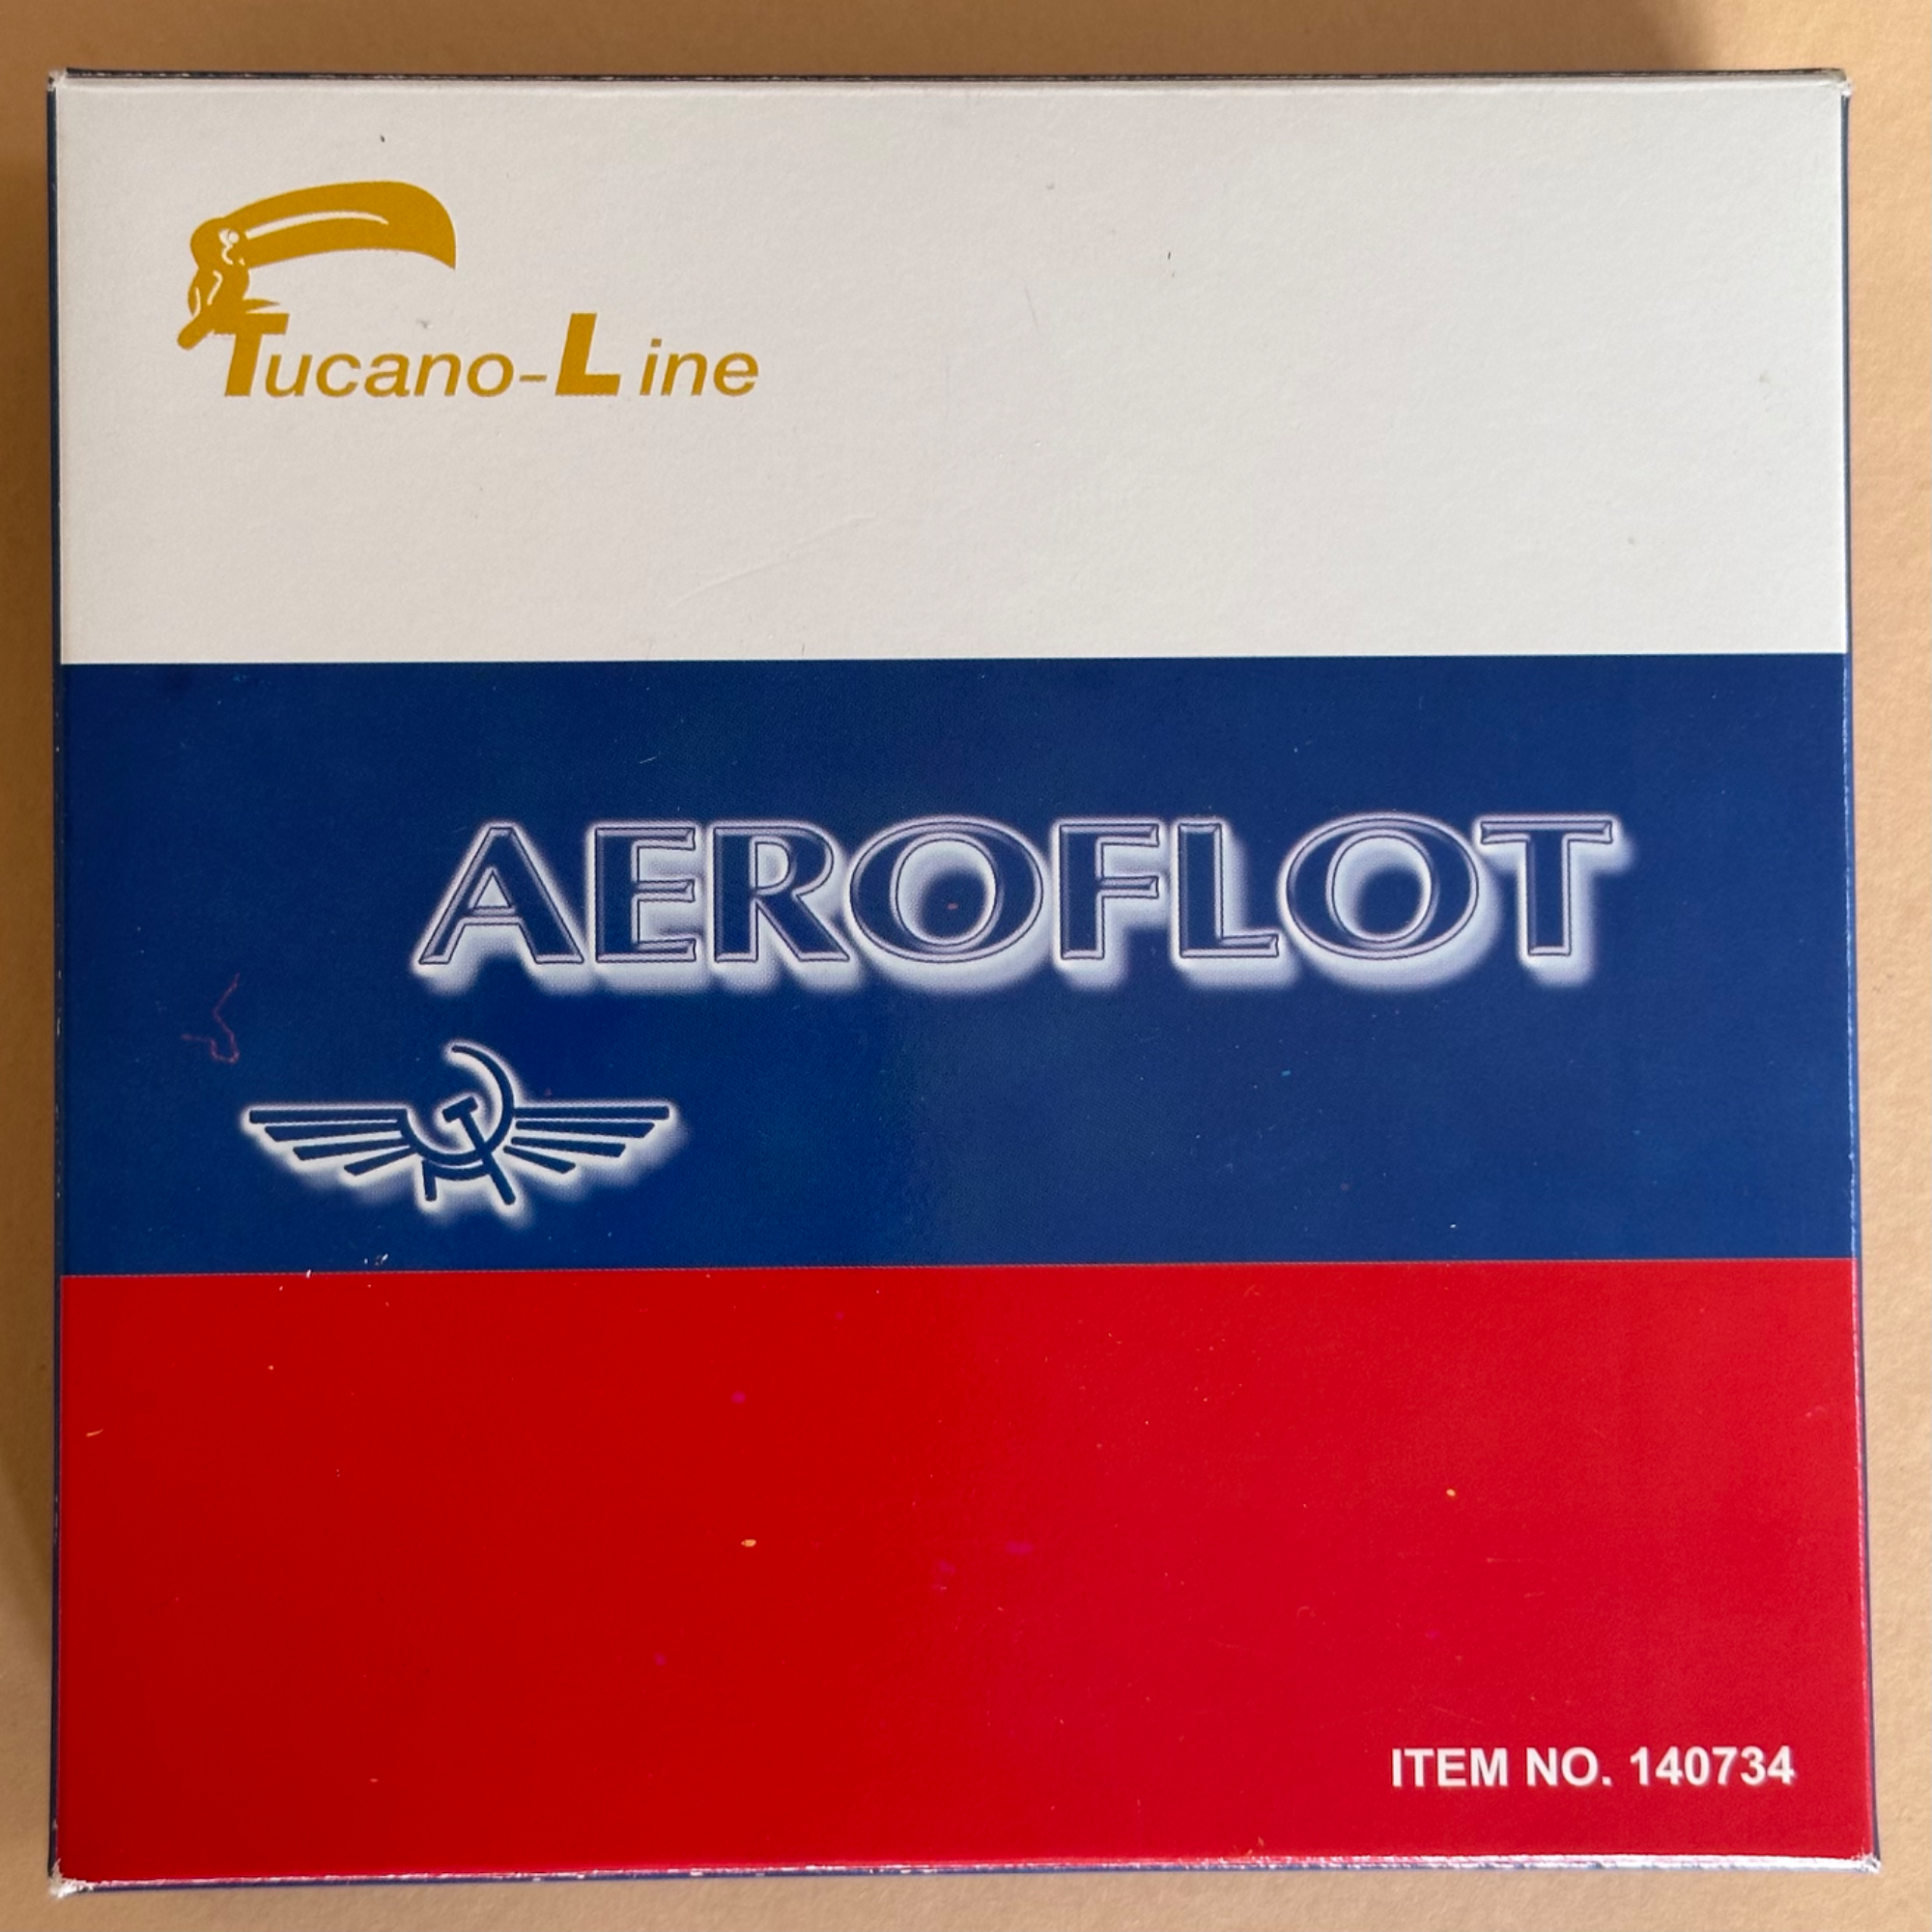 Tucano-Line
AEROFLOT
ITEM NO. 140734